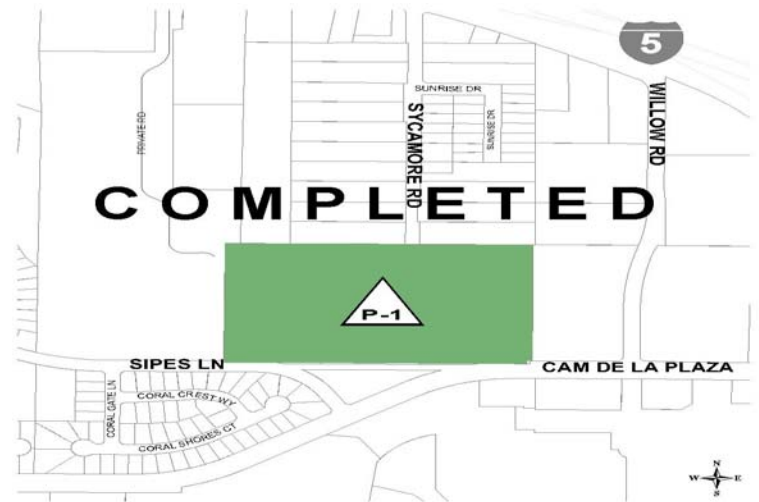 5
SUNRISE DR
WILLOW RD
SYCAMORE RD
SUNRISE DR
PRIVATE RD
COMPLETED
P-1
SIPES LN
CAM DE LA PLAZA
CORAL GATE LN
CORAL CREST WY
CORAL SHORES CT
N
W E
S